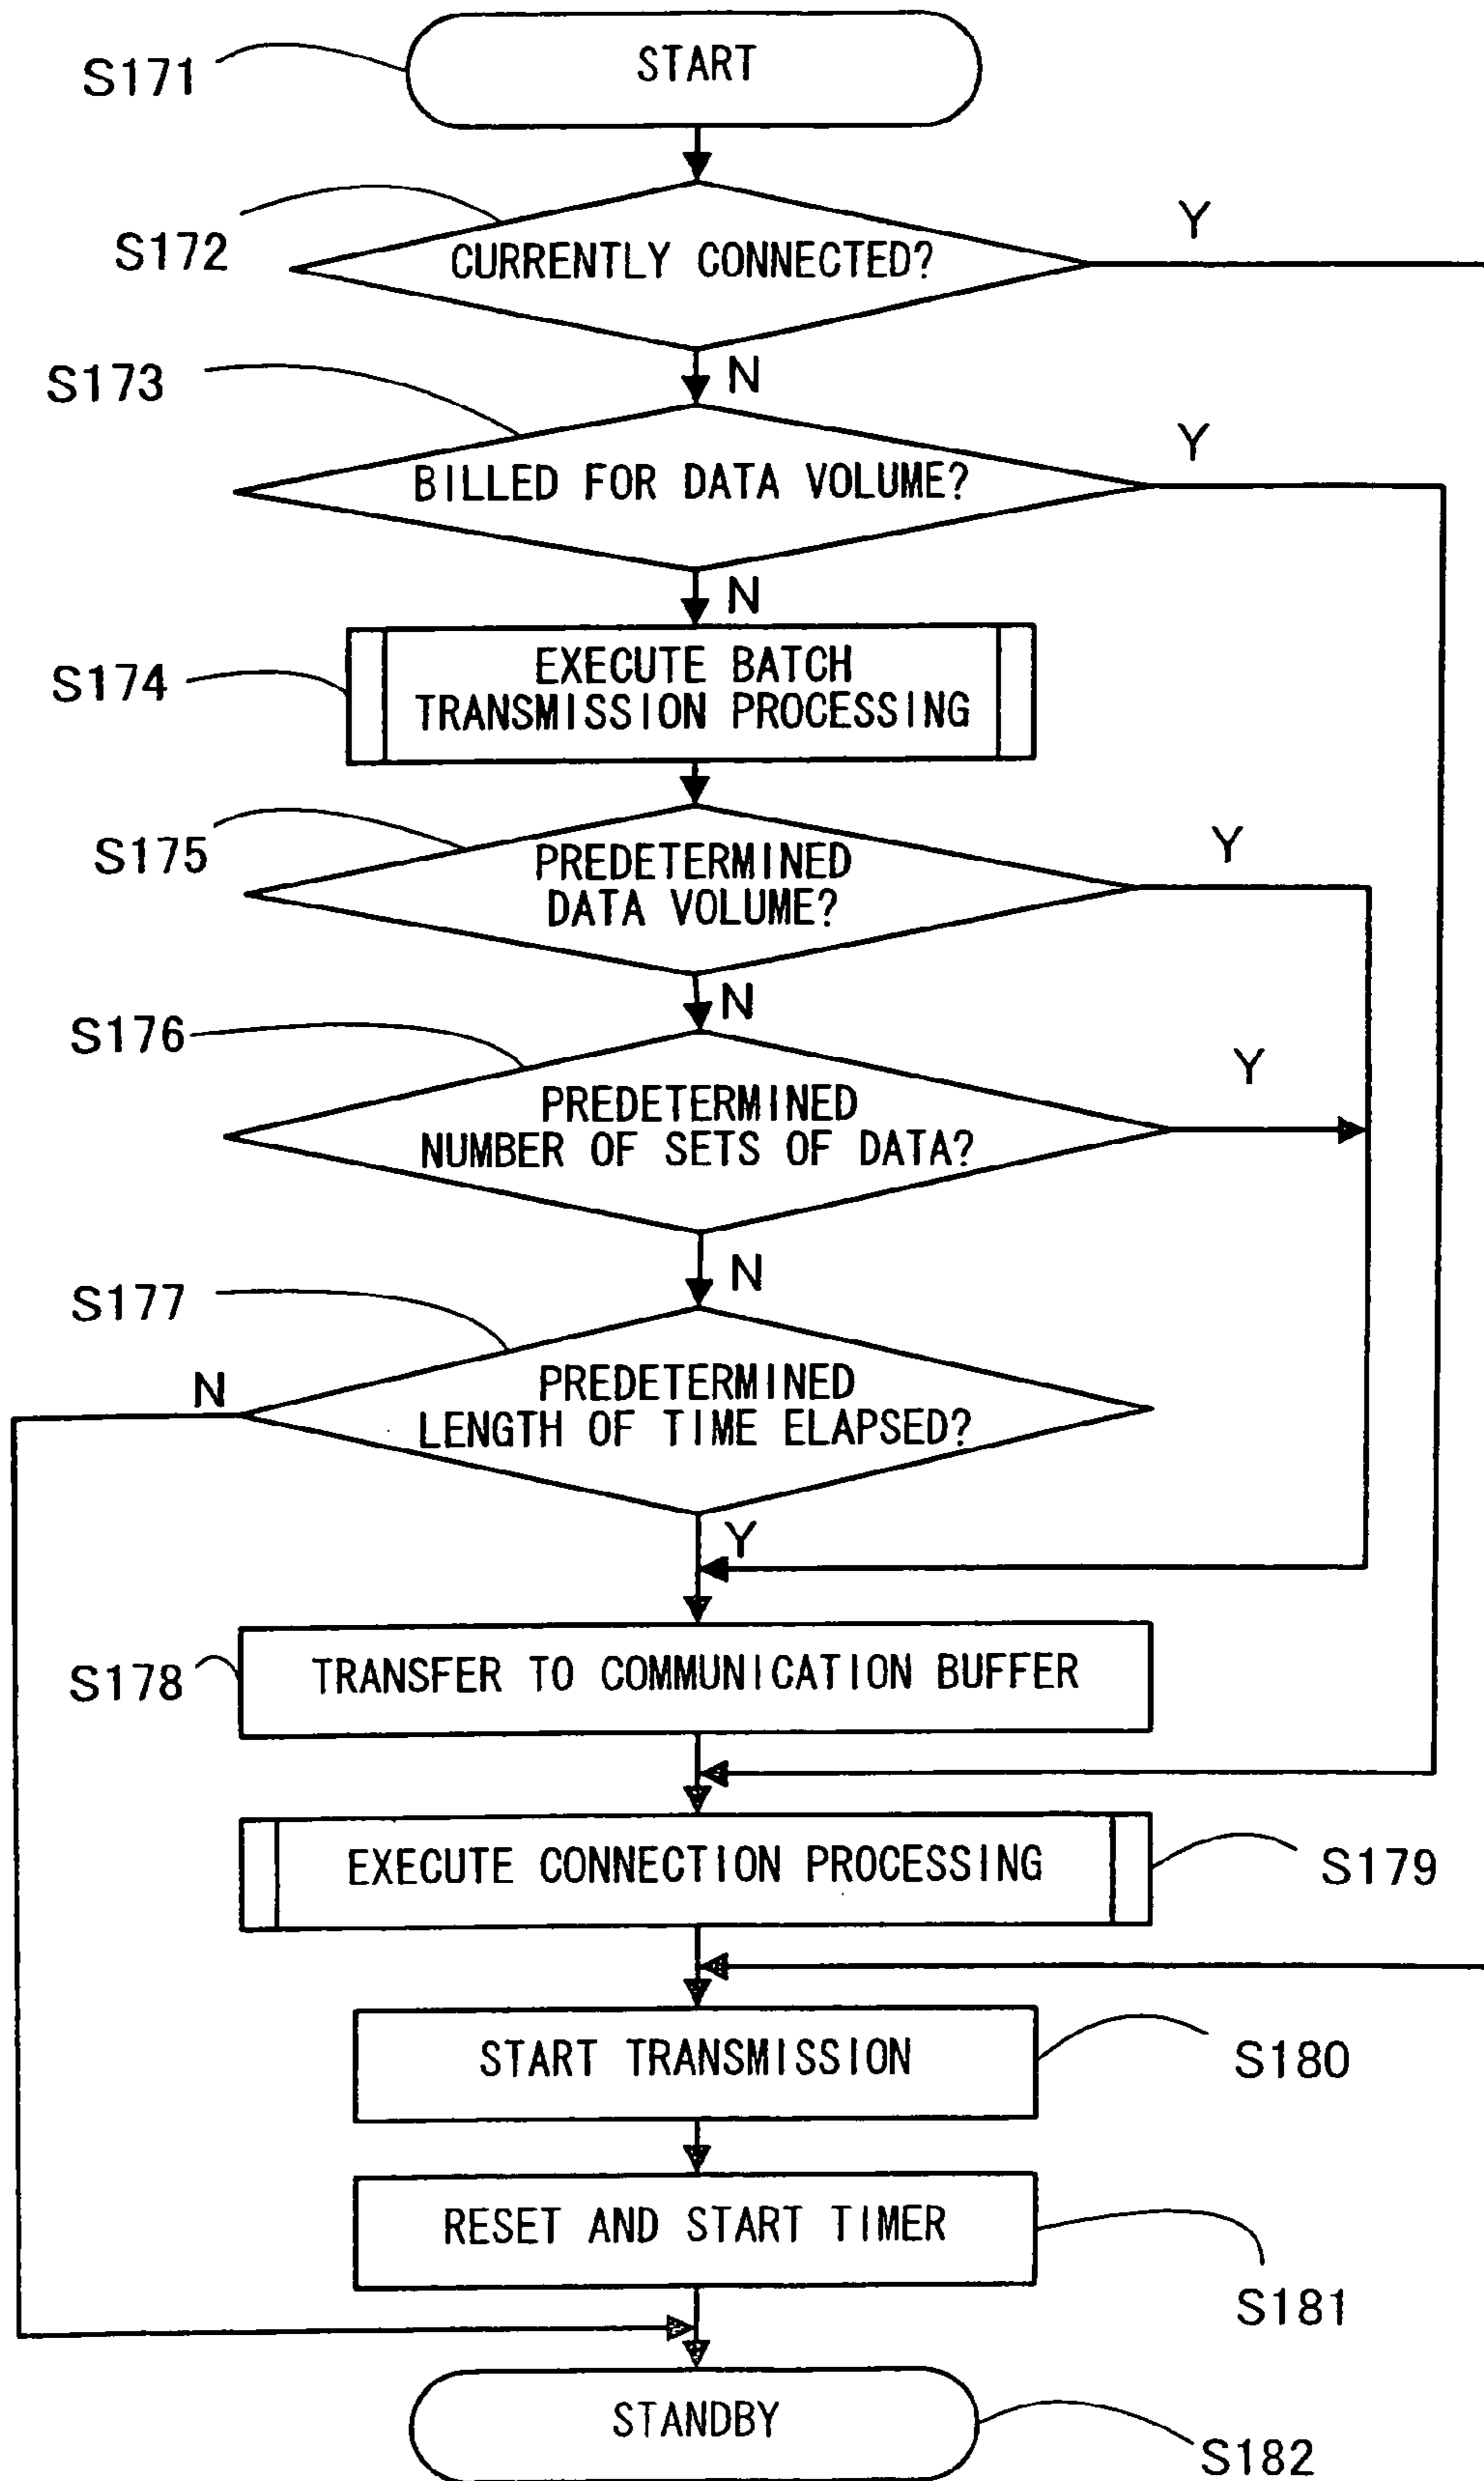 S171
START
S172
CURRENTLY CONNECTED?
Y
N
S173
BILLED FOR DATA VOLUME?
Y
N
S174
EXECUTE BATCH
TRANSMISSION PROCESSING
S175
PREDETERMINED
DATA VOLUME?
Y
N
S176
PREDETERMINED
NUMBER OF SETS OF DATA?
Y
N
S177
PREDETERMINED
LENGTH OF TIME ELAPSED?
N
Y
S178
TRANSFER TO COMMUNICATION BUFFER
EXECUTE CONNECTION PROCESSING
S179
START TRANSMISSION
S180
RESET AND START TIMER
S181
STANDBY
S182